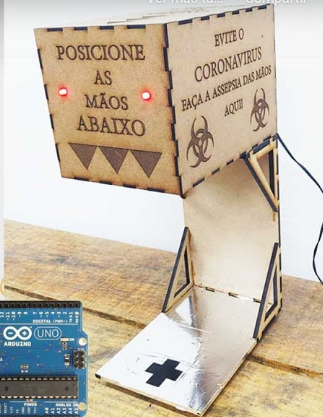 POSICIONE
AS
MÃOS
ABAIXO
EVITE O
CORONAVIRUS
FAÇA A ASSEPSIA DAS MÃOS
AQUI!
UNO
ARDUINO